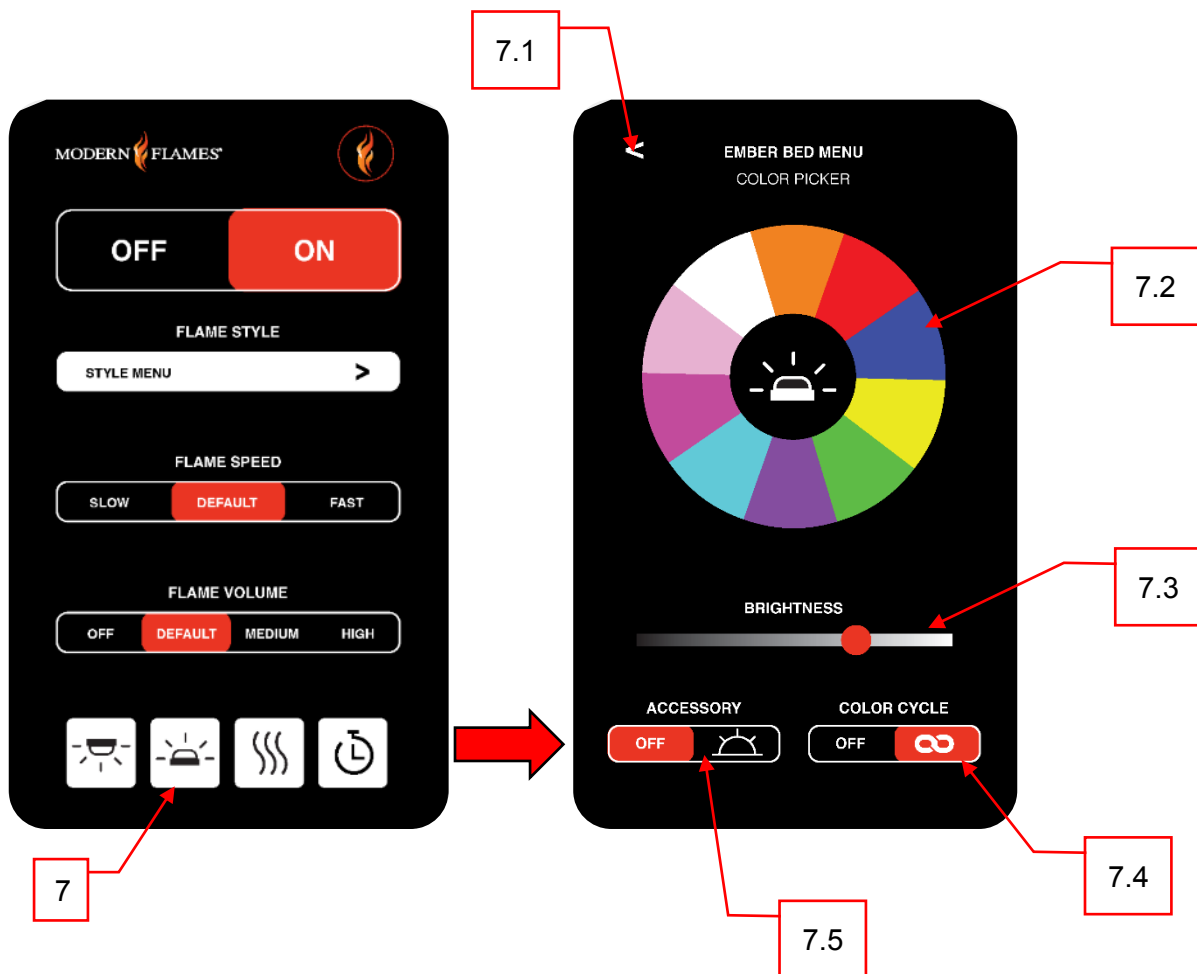 7.1
MODERN FLAMES®
OFF ON
FLAME STYLE
STYLE MENU >
FLAME SPEED
SLOW DEFAULT FAST
FLAME VOLUME
OFF DEFAULT MEDIUM HIGH
7
<
EMBER BED MENU
COLOR PICKER
7.2
BRIGHTNESS
7.3
ACCESSORY COLOR CYCLE
OFF OFF
7.4
7.5